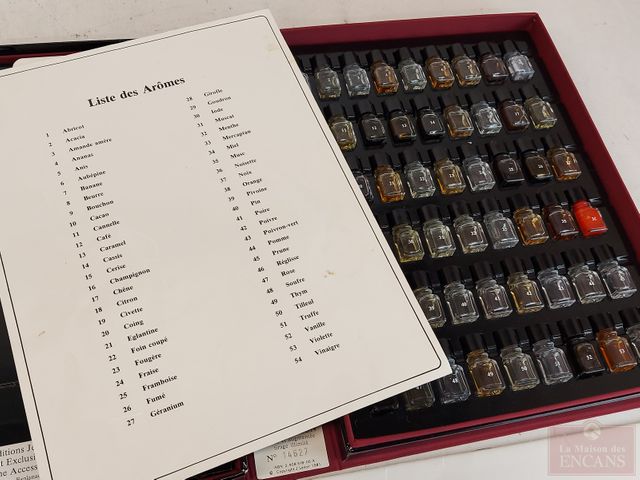 Liste des Arômes
1 Abricot
2 Acacia
3 Amande amère
4 Ananas
5 Anis
6 Aubépine
7 Banane
8 Beurre
9 Bouchon
10 Cacao
11 Cannelle
12 Café
13 Caramel
14 Cassis
15 Cerise
16 Champignon
17 Chêne
18 Citron
19 Civette
20 Coing
21 Eglantine
22 Foin coupé
23 Fougère
24 Fraise
25 Framboise
26 Fumé
27 Géranium
28 Girofle
29 Goudron
30 Iode
31 Muscat
32 Menthe
33 Mercaptan
34 Miel
35 Musc
36 Noisette
37 Noix
38 Orange
39 Pivoine
40 Pin
41 Poire
42 Poivre
43 Poivron-vert
44 Pomme
45 Prune
46 Réglisse
47 Rose
48 Soufre
49 Thym
50 Tilleul
51 Truffe
52 Vanille
53 Violette
54 Vinaigre
ditions
t Exclusi
ne Access
No 14627
La Maison des
ENCANS